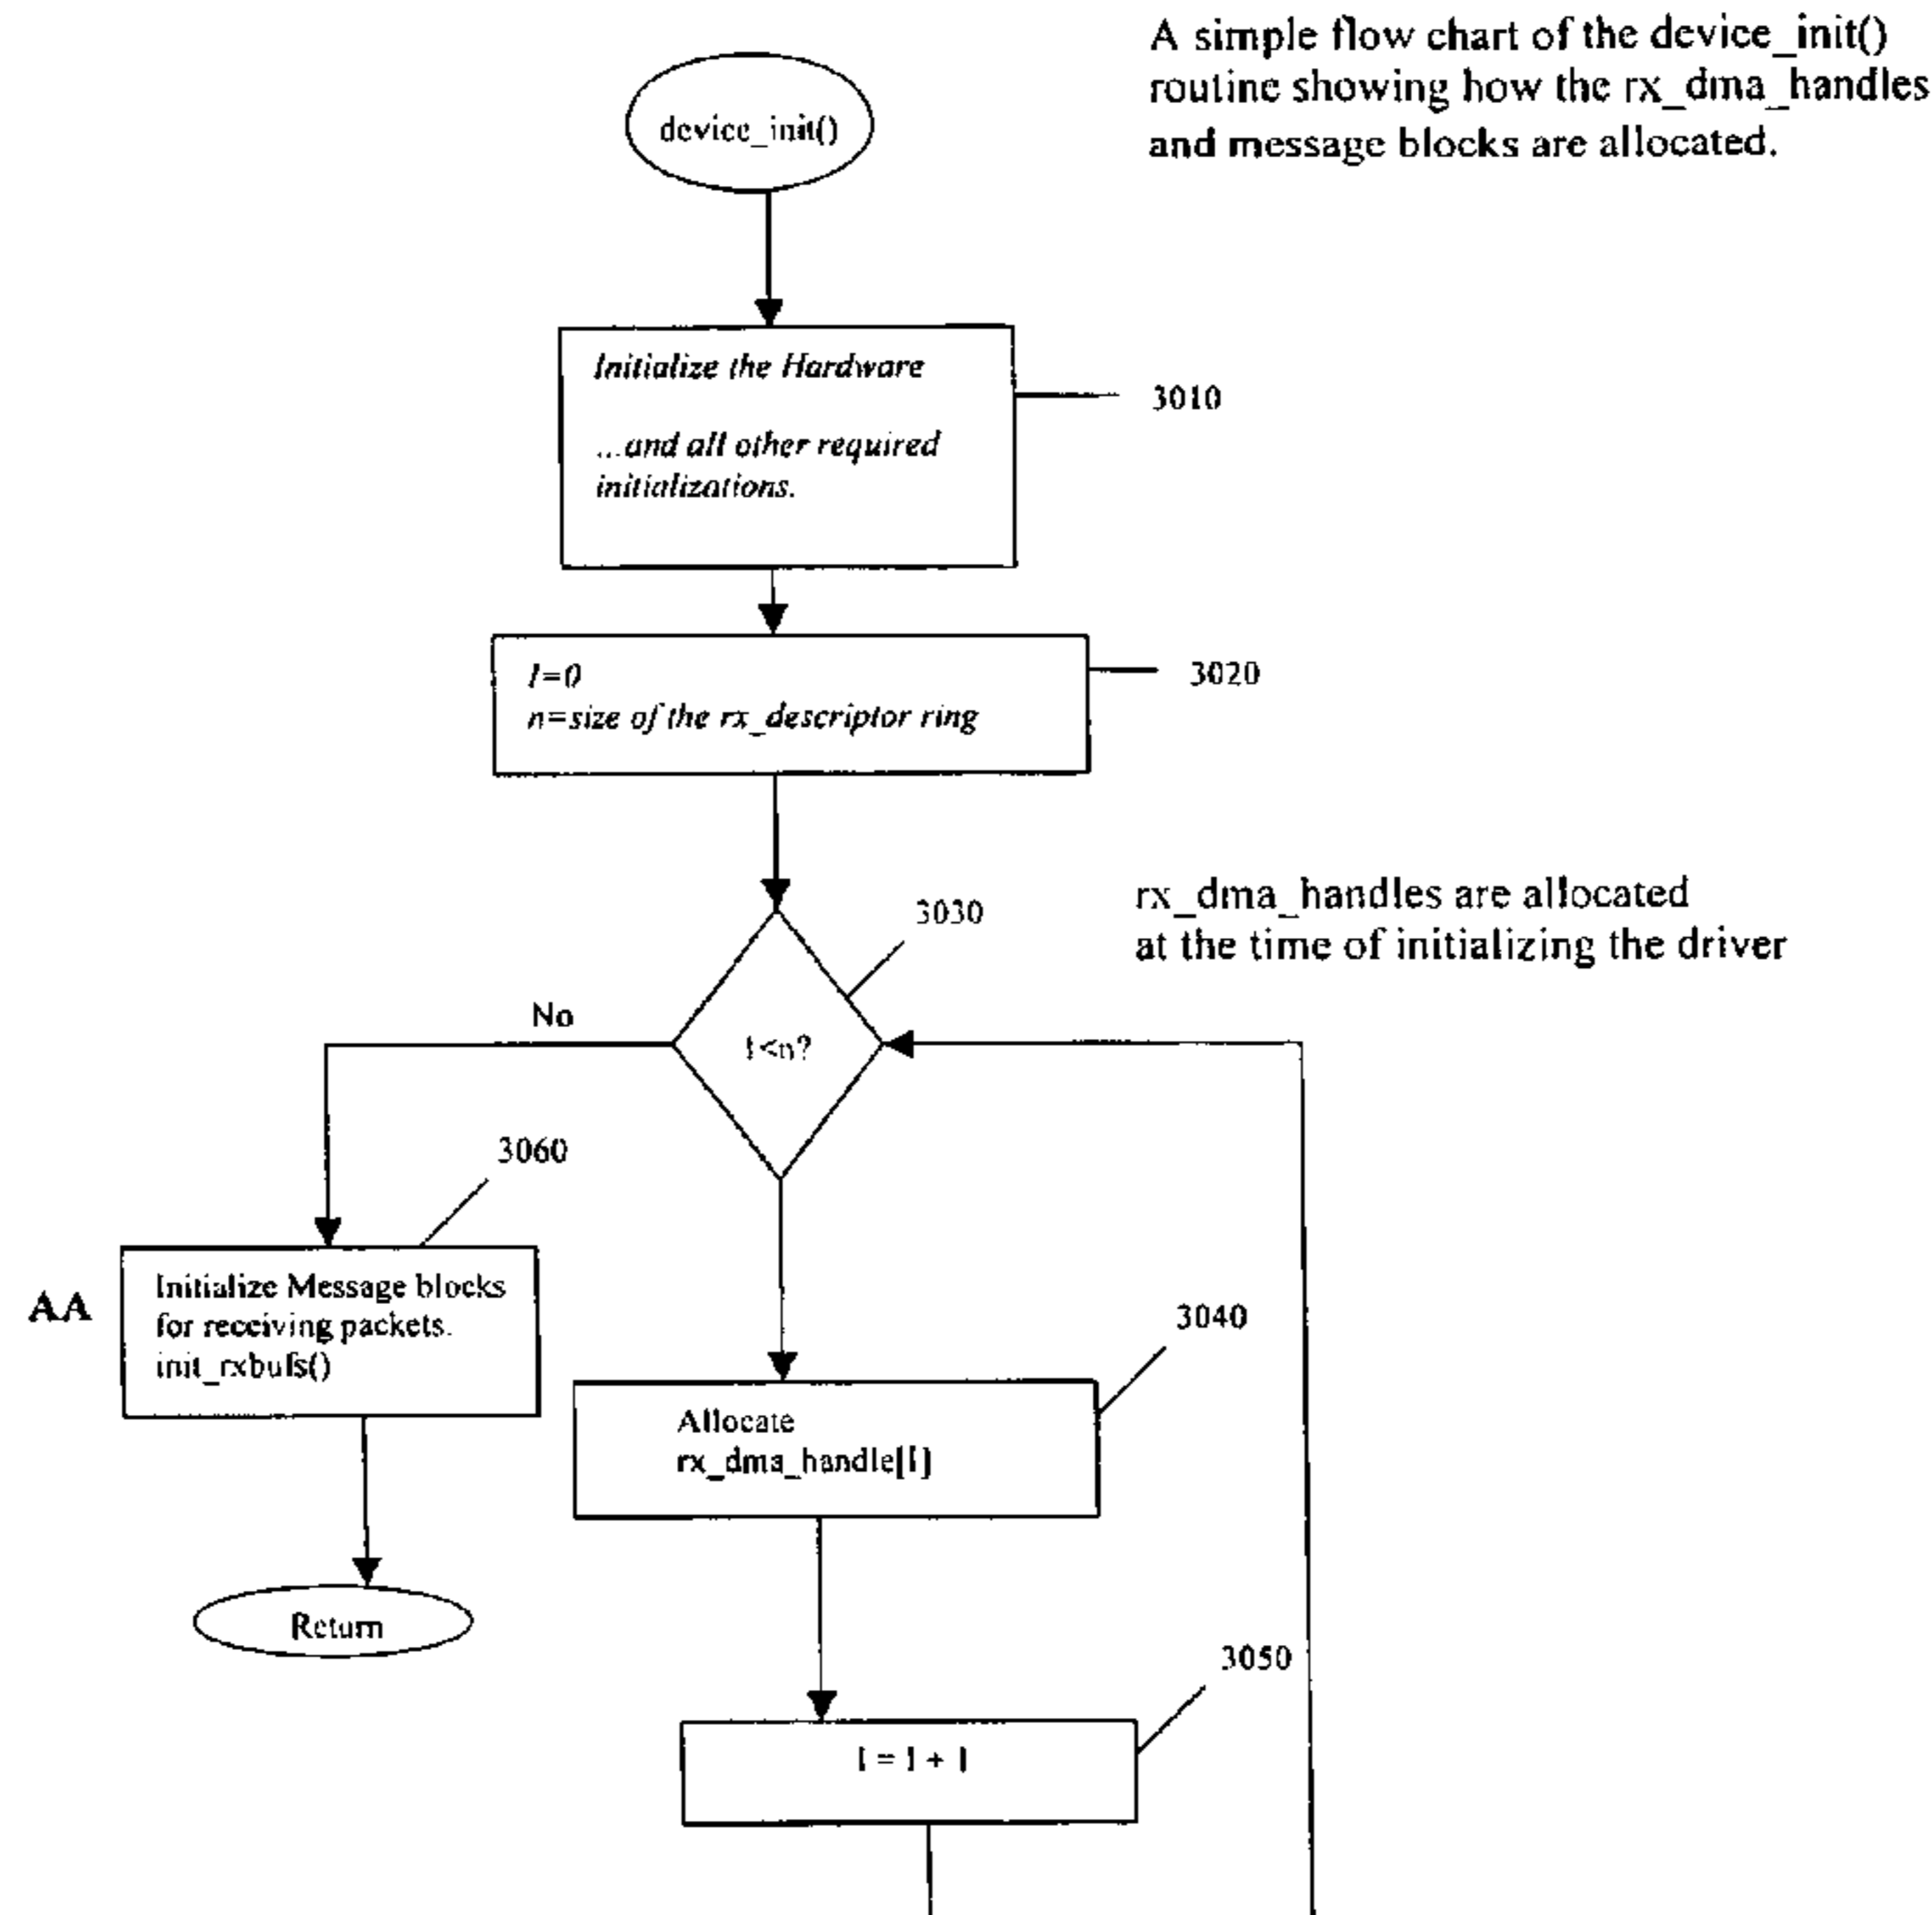 A simple flow chart of the device_init()
routine showing how the rx_dma_handles
and message blocks are allocated.
device_init()
Initialize the Hardware
...and all other required
initializations.
3010
I=0
n=size of the rx_descriptor ring
3020
rx_dma_handles are allocated
at the time of initializing the driver
3030
No
I<n?
3060
AA
Initialize Message blocks
for receiving packets.
init_rxbufs()
3040
Allocate
rx_dma_handle[I]
Return
3050
I = I + 1